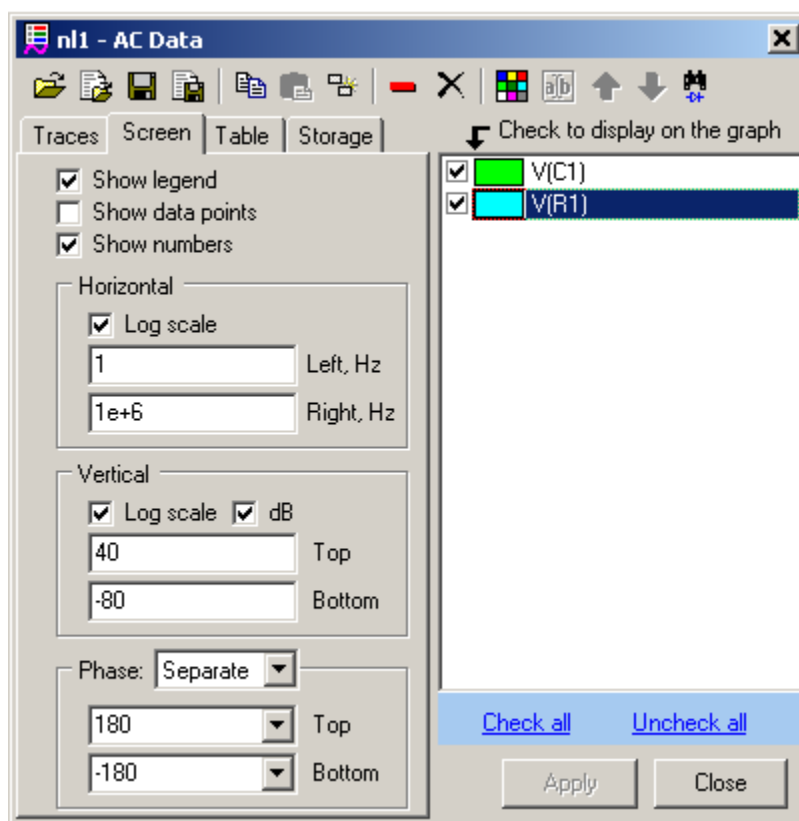 nl1 - AC Data
Traces Screen Table Storage
Check to display on the graph
Show legend
Show data points
Show numbers
Horizontal
Log scale
1 Left, Hz
1e+6 Right, Hz
Vertical
Log scale dB
40 Top
-80 Bottom
Phase: Separate
180 Top
-180 Bottom
V(C1)
V(R1)
Check all Uncheck all
Apply Close